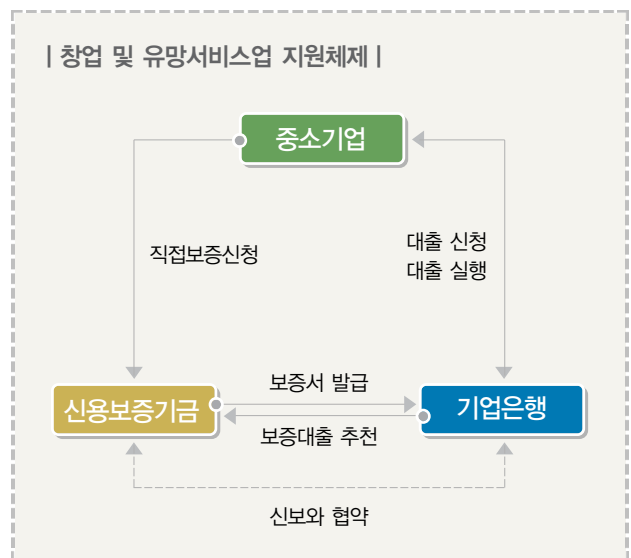 | 창업 및 유망서비스업 지원체제 |
중소기업
직접보증신청
대출 신청
대출 실행
보증서 발급
신용보증기금
기업은행
보증대출 추천
신보와 협약